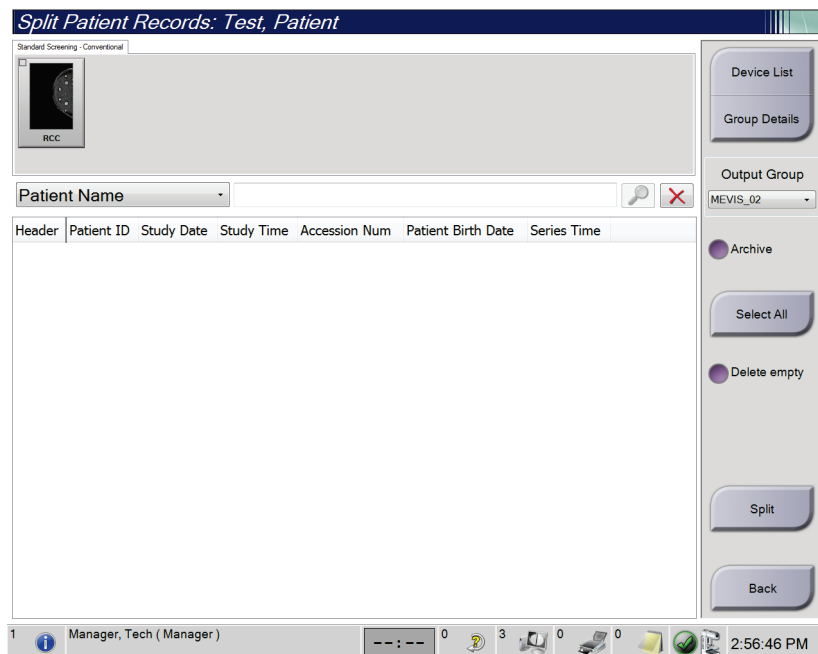 Split Patient Records: Test, Patient
Standard Screening - Conventional
RCC
Device List
Group Details
Output Group
MEVIS_02
Patient Name
Header Patient ID Study Date Study Time Accession Num Patient Birth Date Series Time
Archive
Select All
Delete empty
Split
Back
1 Manager, Tech ( Manager ) --:-- 0 3 0 0 2:56:46 PM